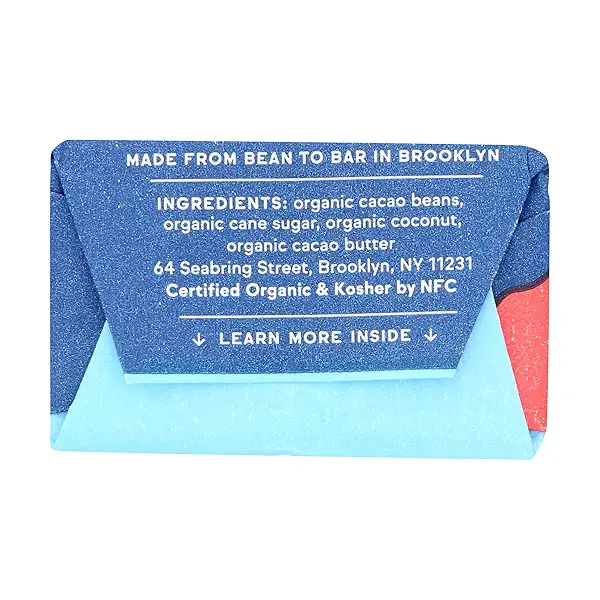 MADE FROM BEAN TO BAR IN BROOKLYN
INGREDIENTS: organic cacao beans,
organic cane sugar, organic coconut,
organic cacao butter
64 Seabring Street, Brooklyn, NY 11231
Certified Organic & Kosher by NFC
↓ LEARN MORE INSIDE ↓